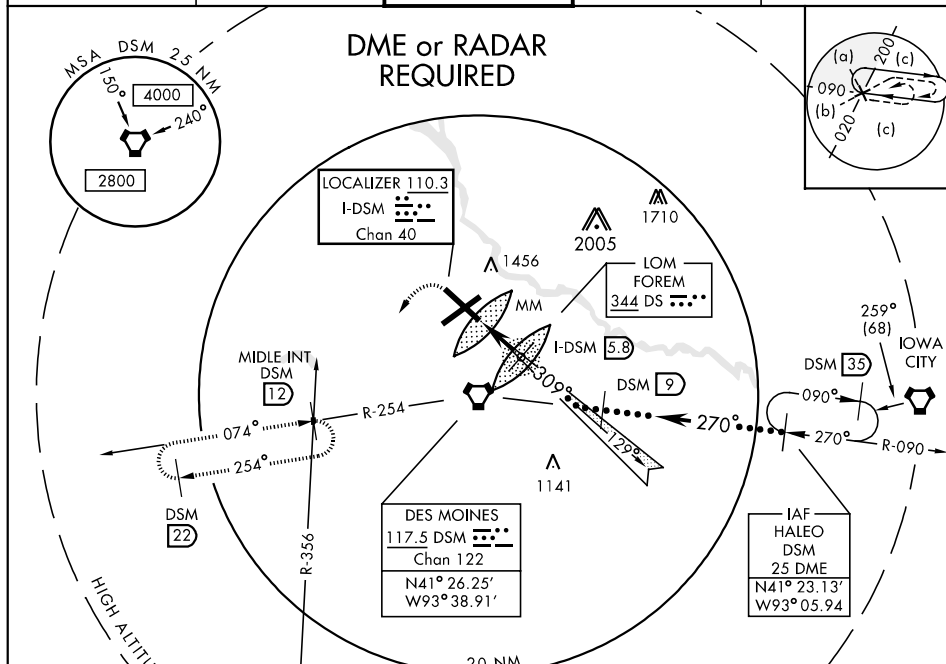 DME or RADAR
REQUIRED
MSA DSM 25 NM
150°
4000
240°
2800
(a)
200
(c)
090
(b)
020
(c)
LOCALIZER 110.3
I-DSM
Chan 40
1710
2005
1456
LOM
FOREM
344 DS
MM
259°
(68)
IOWA
CITY
I-DSM 5.8
DSM 35
MIDLE INT
DSM
12
309°
DSM 9
090°
R-254
074°
270°
270°
R-090
254°
129°
1141
DSM
22
DES MOINES
117.5 DSM
Chan 122
N41° 26.25'
W93° 38.91'
IAF
HALEO
DSM
25 DME
N41° 23.13'
W93° 05.94
R-356
HIGH ALTIT
20 NM